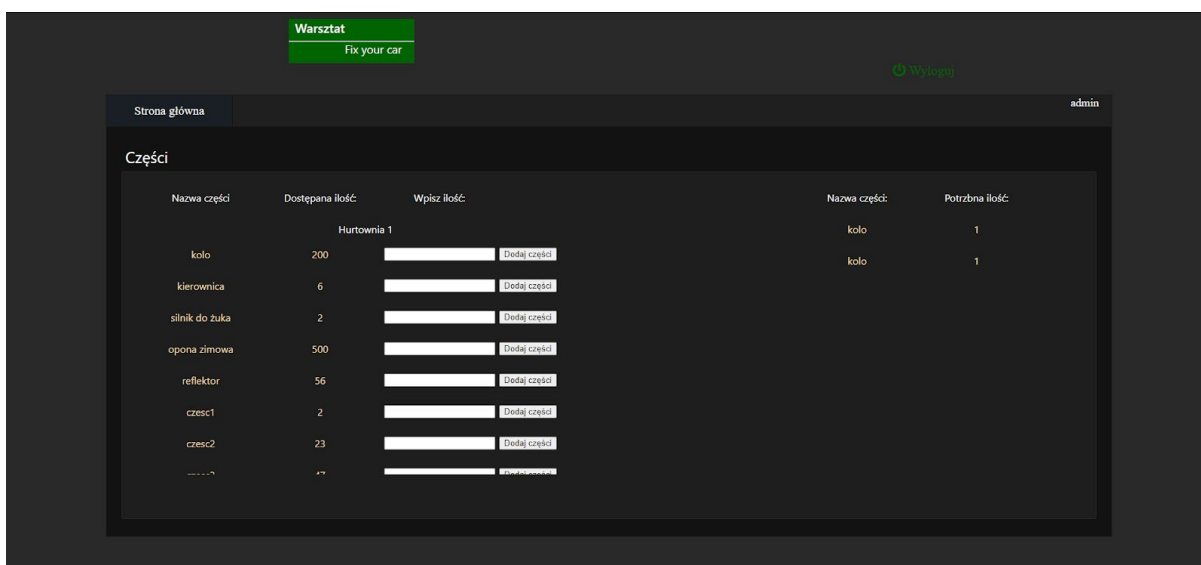 Warsztat
Fix your car
Wyloguj
Strona główna
admin
Części
Nazwa części Dostępana ilość: Wpisz ilość: Nazwa części: Potrzbna ilość:
Hurtownia 1
kolo 1
kolo 200 Dodaj części
kolo 1
kierownica 6 Dodaj części
silnik do żuka 2 Dodaj części
opona zimowa 500 Dodaj części
reflektor 56 Dodaj części
czesc1 2 Dodaj części
czesc2 23 Dodaj części